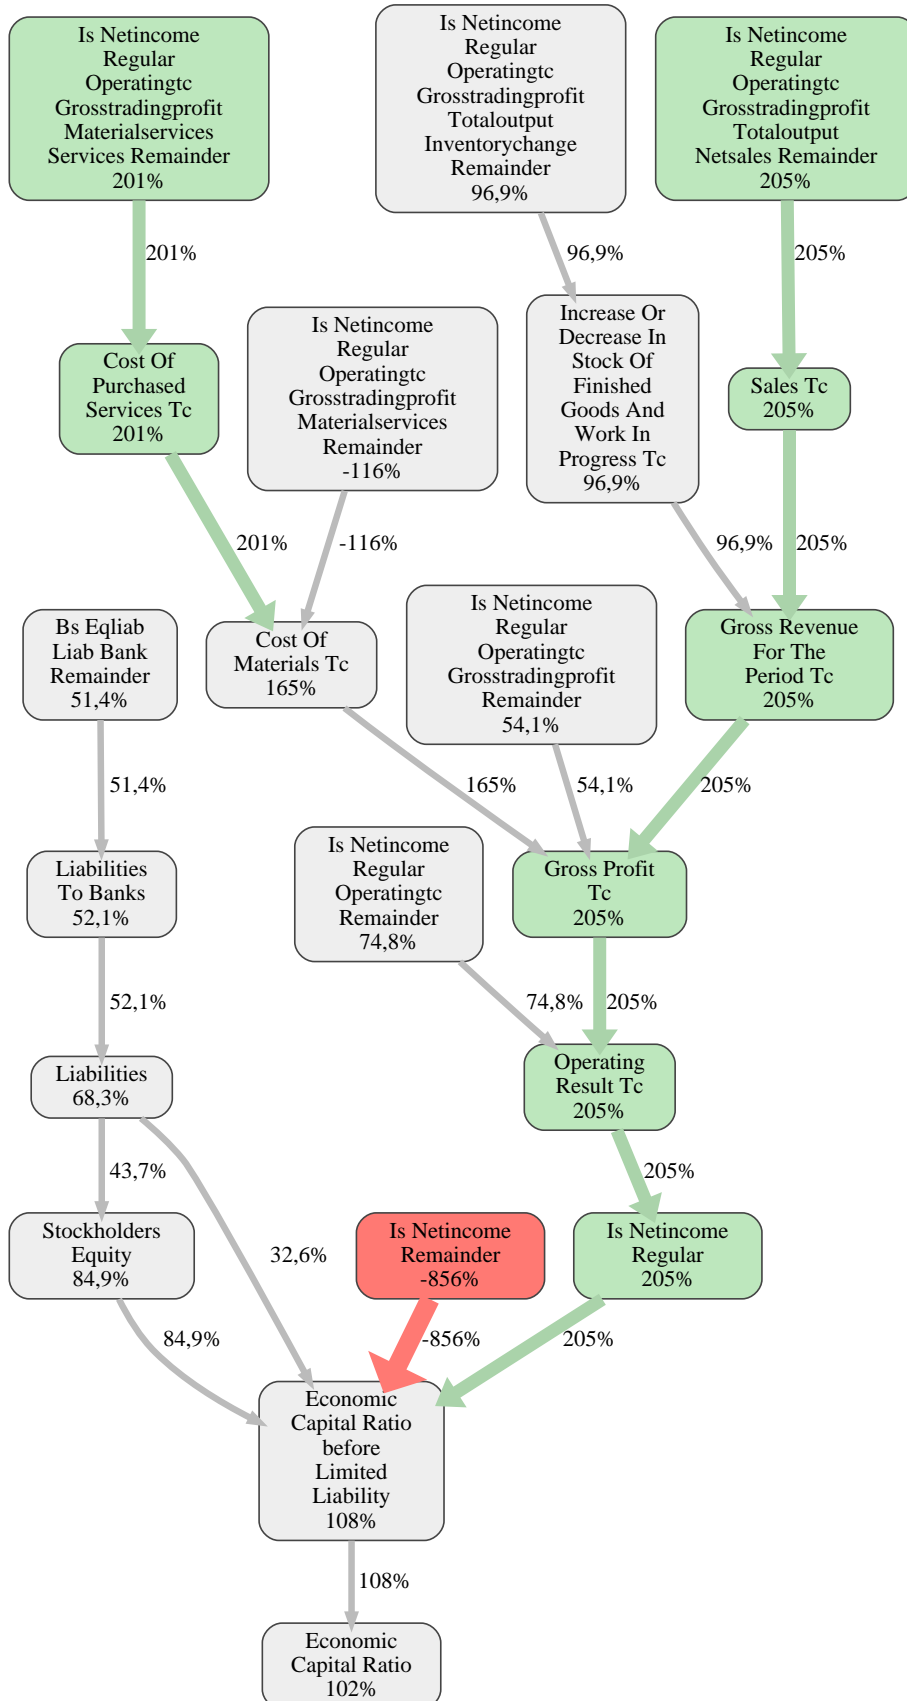 Is Netincome
Regular
Operatingtc
Grosstradingprofit
Materialservices
Services Remainder
201%
Is Netincome
Regular
Operatingtc
Grosstradingprofit
Totaloutput
Inventorychange
Remainder
96,9%
Is Netincome
Regular
Operatingtc
Grosstradingprofit
Totaloutput
Netsales Remainder
205%
201%
96,9%
205%
Cost Of
Purchased
Services Tc
201%
Is Netincome
Regular
Operatingtc
Grosstradingprofit
Materialservices
Remainder
-116%
Increase Or
Decrease In
Stock Of
Finished
Goods And
Work In
Progress Tc
96,9%
Sales Tc
205%
201%
-116%
96,9%
205%
Bs Eqliab
Liab Bank
Remainder
51,4%
Cost Of
Materials Tc
165%
Is Netincome
Regular
Operatingtc
Grosstradingprofit
Remainder
54,1%
Gross Revenue
For The
Period Tc
205%
51,4%
165%
54,1%
205%
Liabilities
To Banks
52,1%
Is Netincome
Regular
Operatingtc
Remainder
74,8%
Gross Profit
Tc
205%
52,1%
74,8%
205%
Liabilities
68,3%
Operating
Result Tc
205%
43,7%
32,6%
205%
Stockholders
Equity
84,9%
Is Netincome
Remainder
-856%
Is Netincome
Regular
205%
84,9%
-856%
205%
Economic
Capital Ratio
before
Limited
Liability
108%
108%
Economic
Capital Ratio
102%